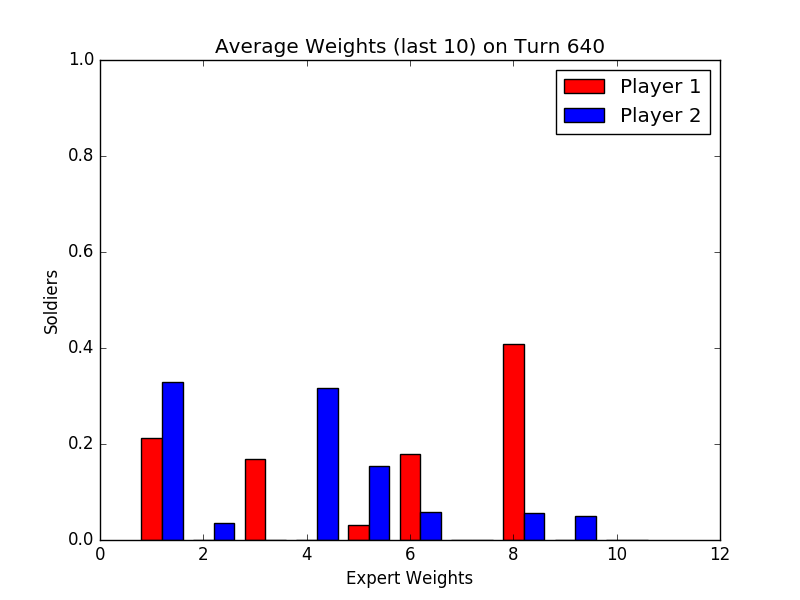 Average Weights (last 10) on Turn 640
1.0
0.8
0.6
0.4
0.2
0.0
Soldiers
Player 1
Player 2
0 2 4 6 8 10 12
Expert Weights